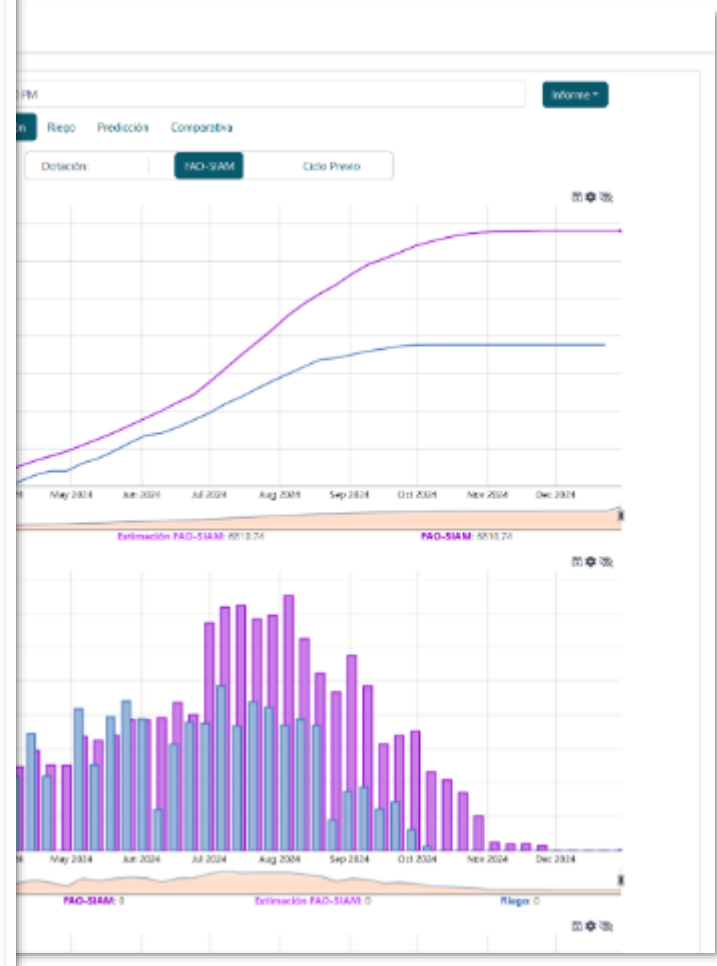 PM
Informe
Riego Predicción Comparativa
Dotación: FAO-SIAM Ciclo Previo
May 2024 Jun 2024 Jul 2024 Aug 2024 Sep 2024 Oct 2024 Nov 2024 Dec 2024
Estimación FAO-SIAM: 6810.74 FAO-SIAM: 6810.74
May 2024 Jun 2024 Jul 2024 Aug 2024 Sep 2024 Oct 2024 Nov 2024 Dec 2024
FAO-SIAM: 0 Estimación FAO-SIAM: 0 Riego: 0